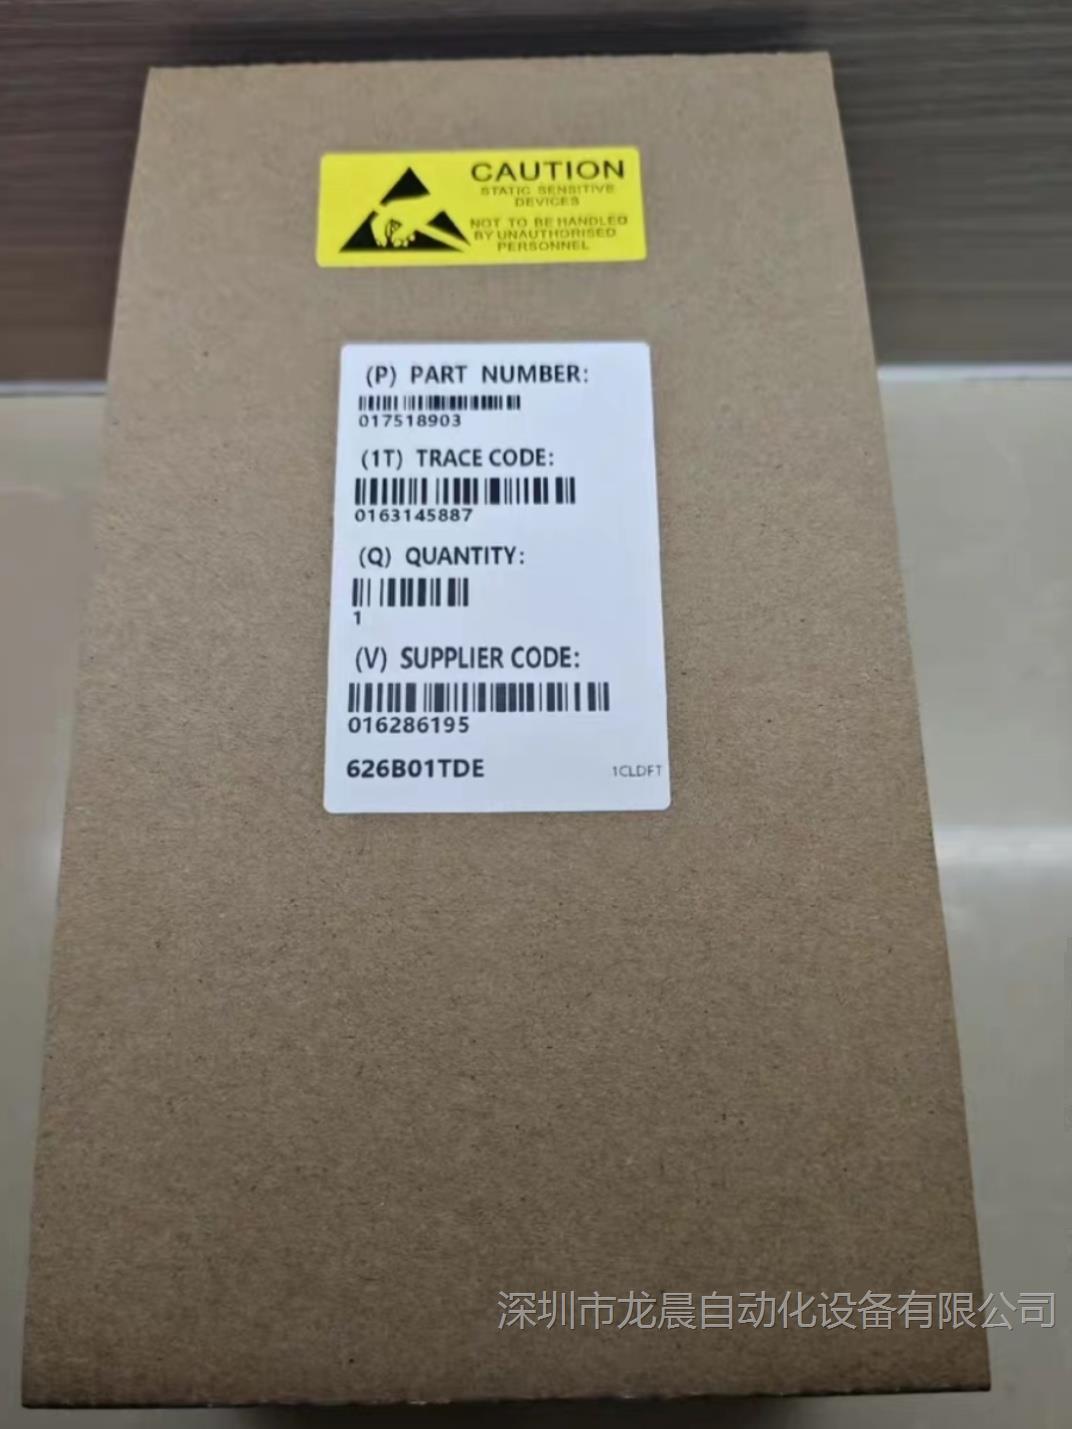 CAUTION
STATIC SENSITIVE
DEVICES
NOT TO BE HANDLED
BY UNAUTHORISED
PERSONNEL
(P) PART NUMBER:
017518903
(1T) TRACE CODE:
0163145887
(Q) QUANTITY:
1
(V) SUPPLIER CODE:
016286195
626B01TDE
1CLDFT
深圳市龙晨自动化设备有限公司